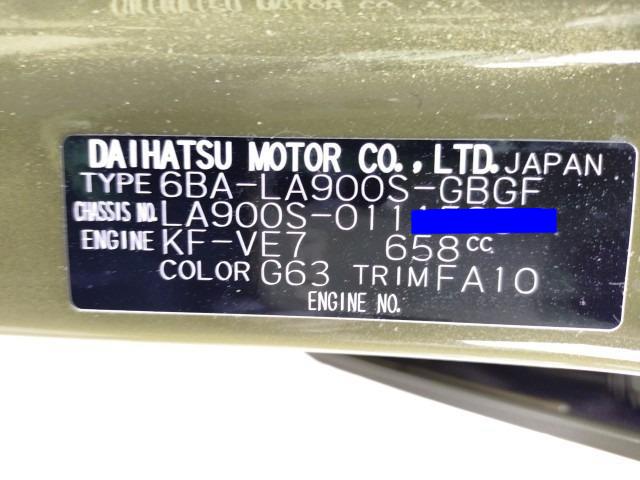 DAIHATSU MOTOR CO., LTD. JAPAN
TYPE 6BA-LA900S-GBGF
CHASSIS NO. LA900S-011
ENGINE KF-VE7 658cc
COLOR G63 TRIM FA10
ENGINE NO.